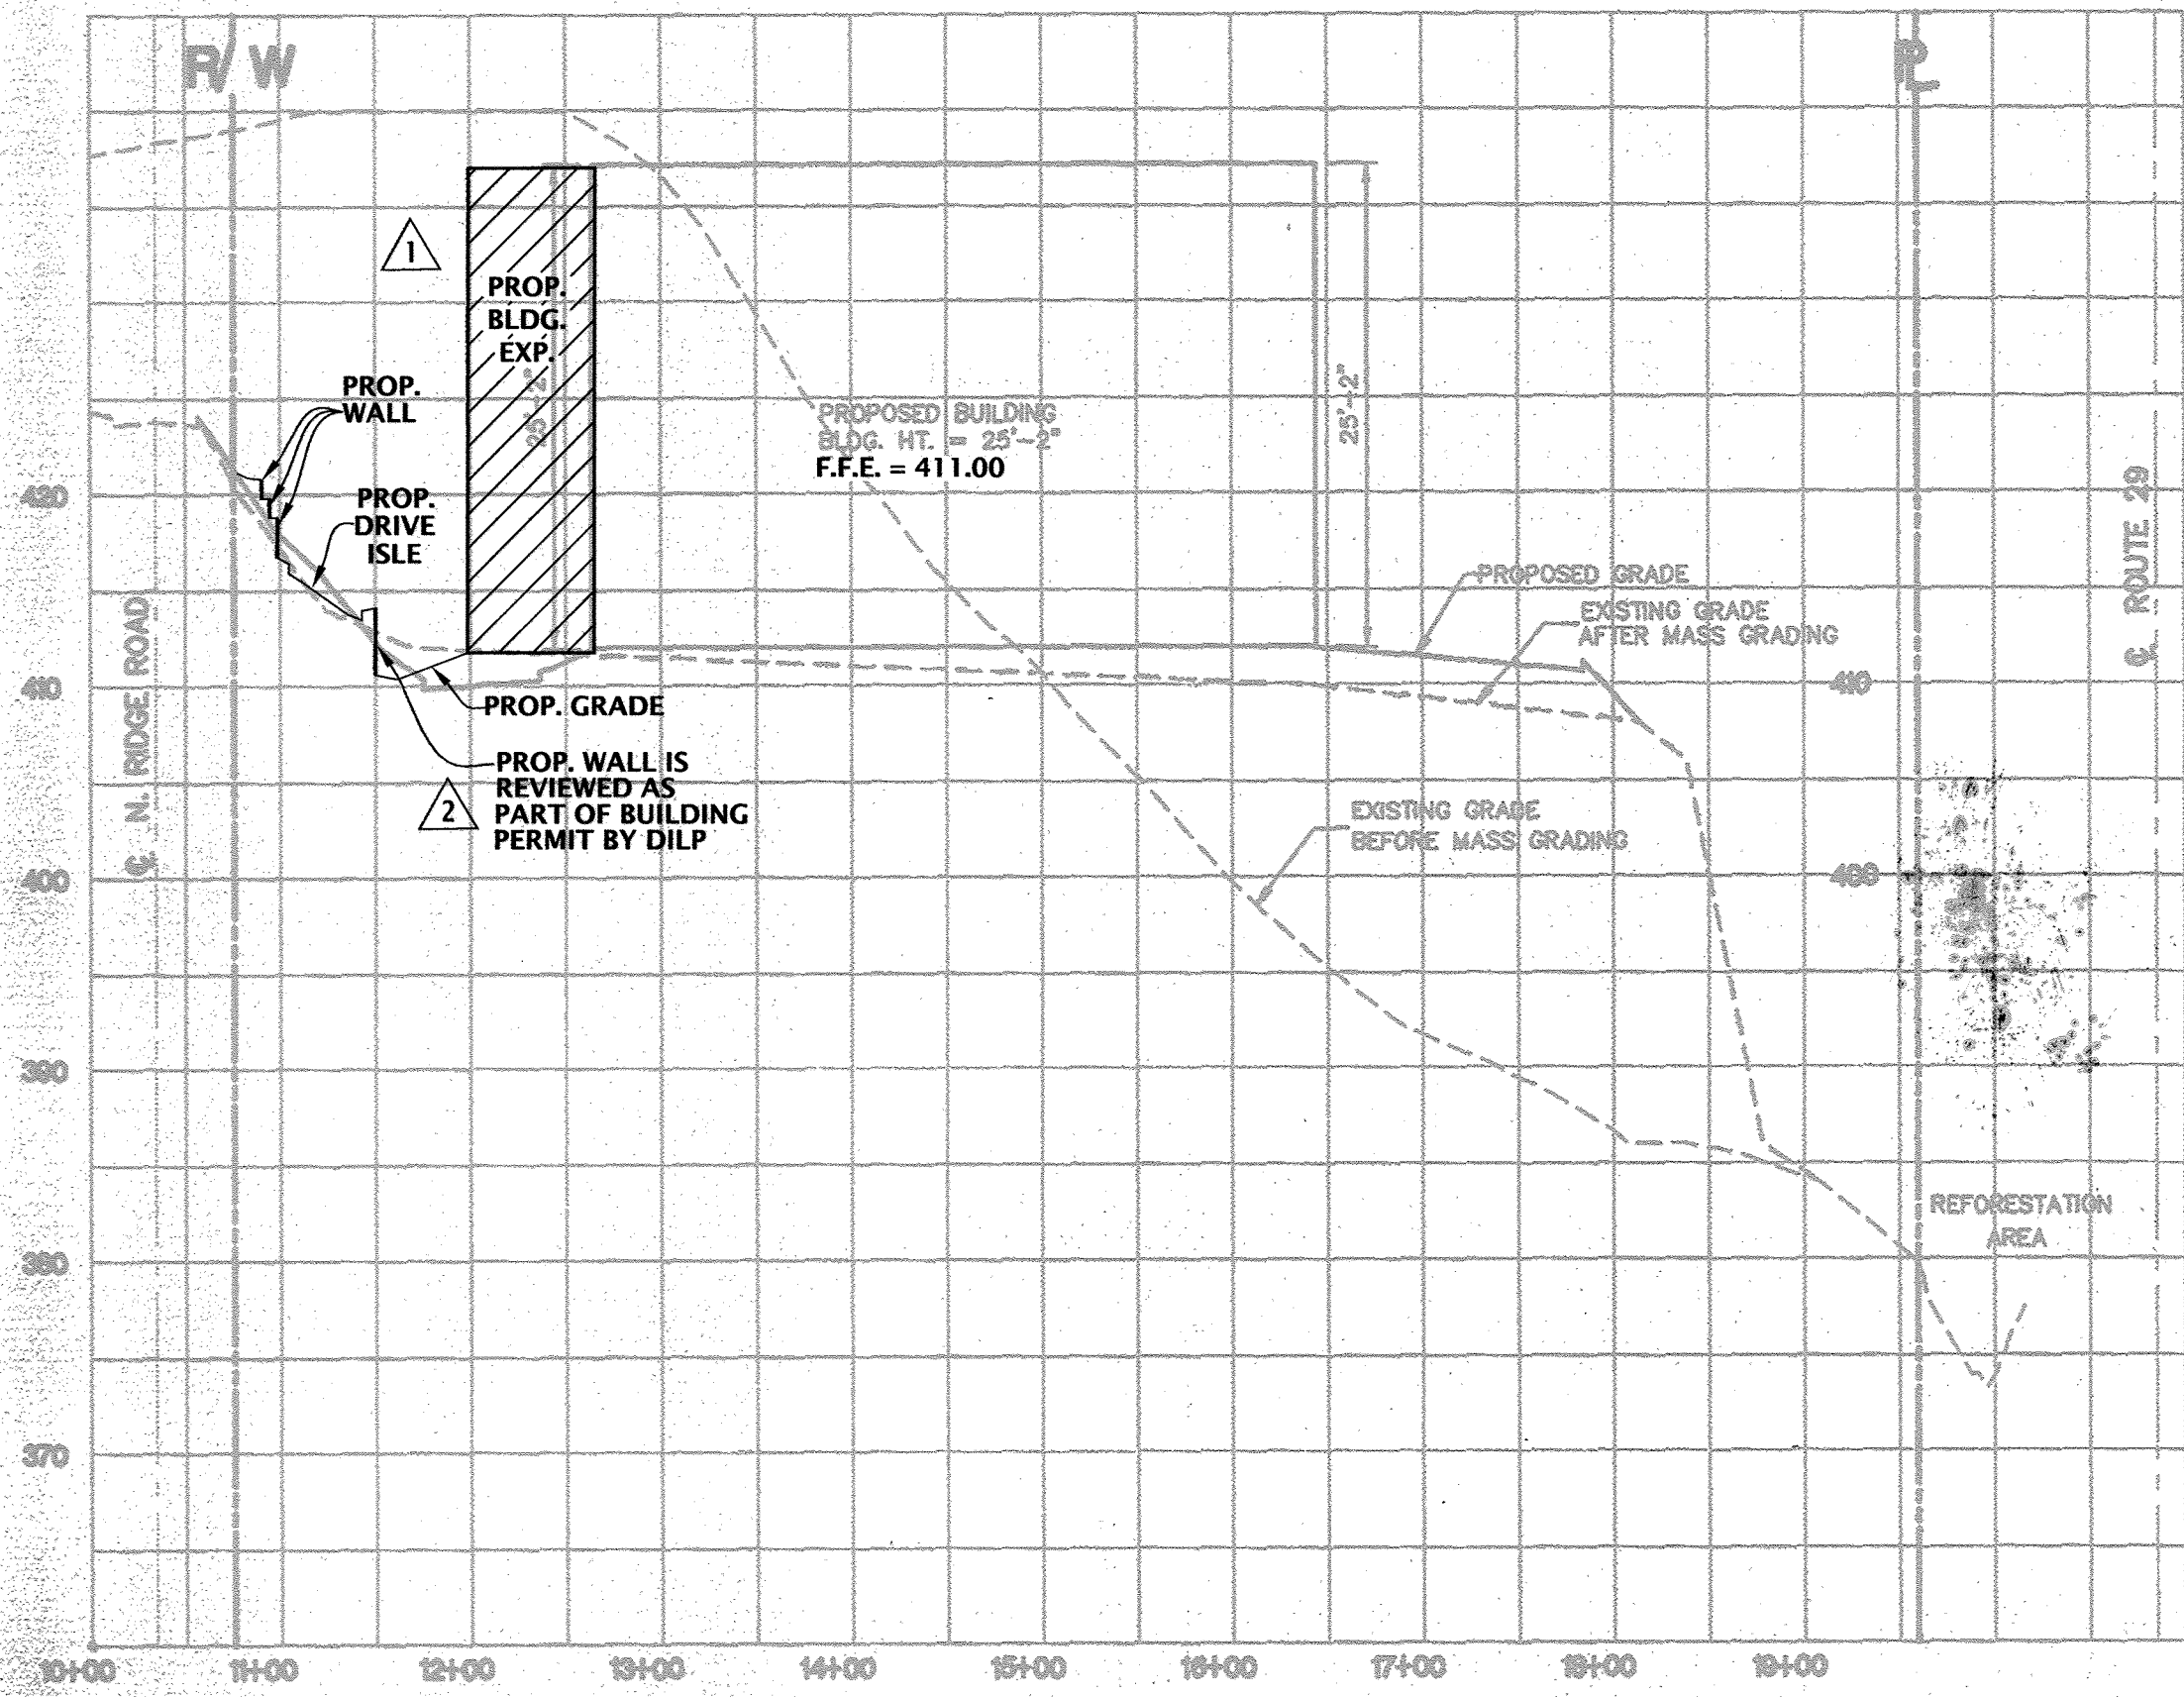 R/W
PL
1
PROP.
BLDG.
EXP.
25'-2"
PROP.
WALL
PROP.
DRIVE
ISLE
PROPOSED BUILDING
BLDG. HT. = 25'-2"
F.F.E. = 411.00
25'-2"
PROPOSED GRADE
EXISTING GRADE
AFTER MASS GRADING
℄ ROUTE 29
℄ N. RIDGE ROAD
PROP. GRADE
2
PROP. WALL IS
REVIEWED AS
PART OF BUILDING
PERMIT BY DILP
EXISTING GRADE
BEFORE MASS GRADING
REFORESTATION
AREA
420
410
400
390
380
370
410
400
10+00 11+00 12+00 13+00 14+00 15+00 16+00 17+00 18+00 19+00